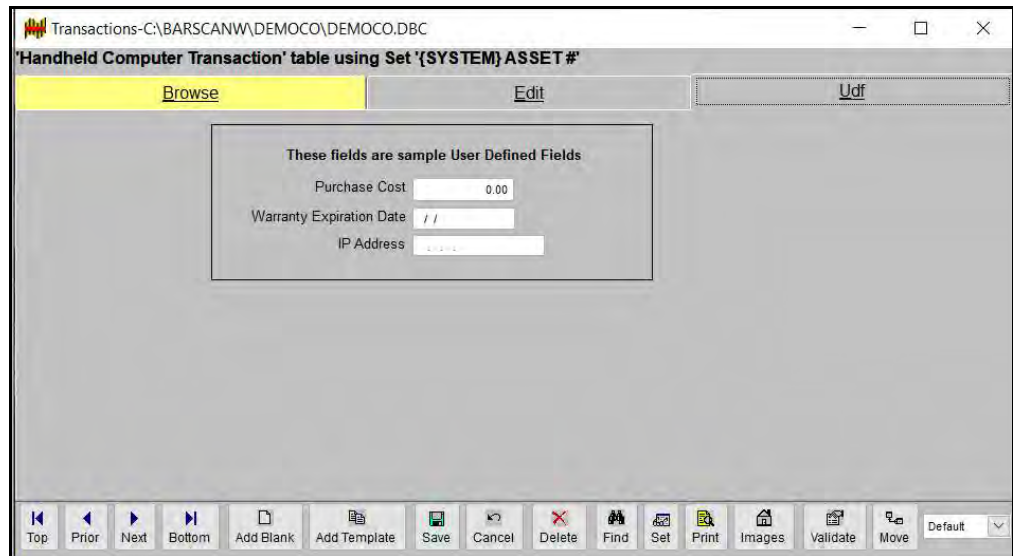 Transactions-C:\BARSCANW\DEMOCO\DEMOCO.DBC
'Handheld Computer Transaction' table using Set '{SYSTEM} ASSET #'
Browse Edit Udf
These fields are sample User Defined Fields
Purchase Cost 0.00
Warranty Expiration Date / /
IP Address . . .
Top Prior Next Bottom Add Blank Add Template Save Cancel Delete Find Set Print Images Validate Move Default